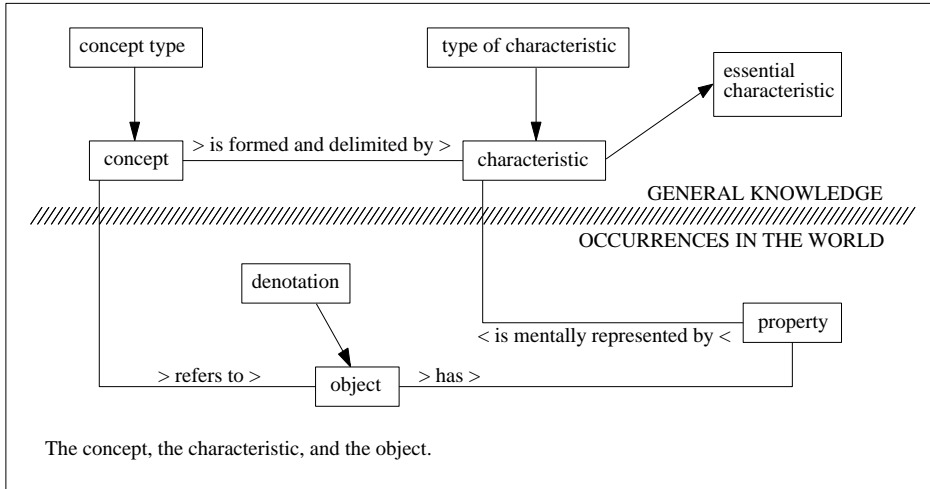 concept type
type of characteristic
essential
characteristic
concept
> is formed and delimited by >
characteristic
GENERAL KNOWLEDGE
OCCURRENCES IN THE WORLD
denotation
property
< is mentally represented by <
> refers to >
object
> has >
The concept, the characteristic, and the object.